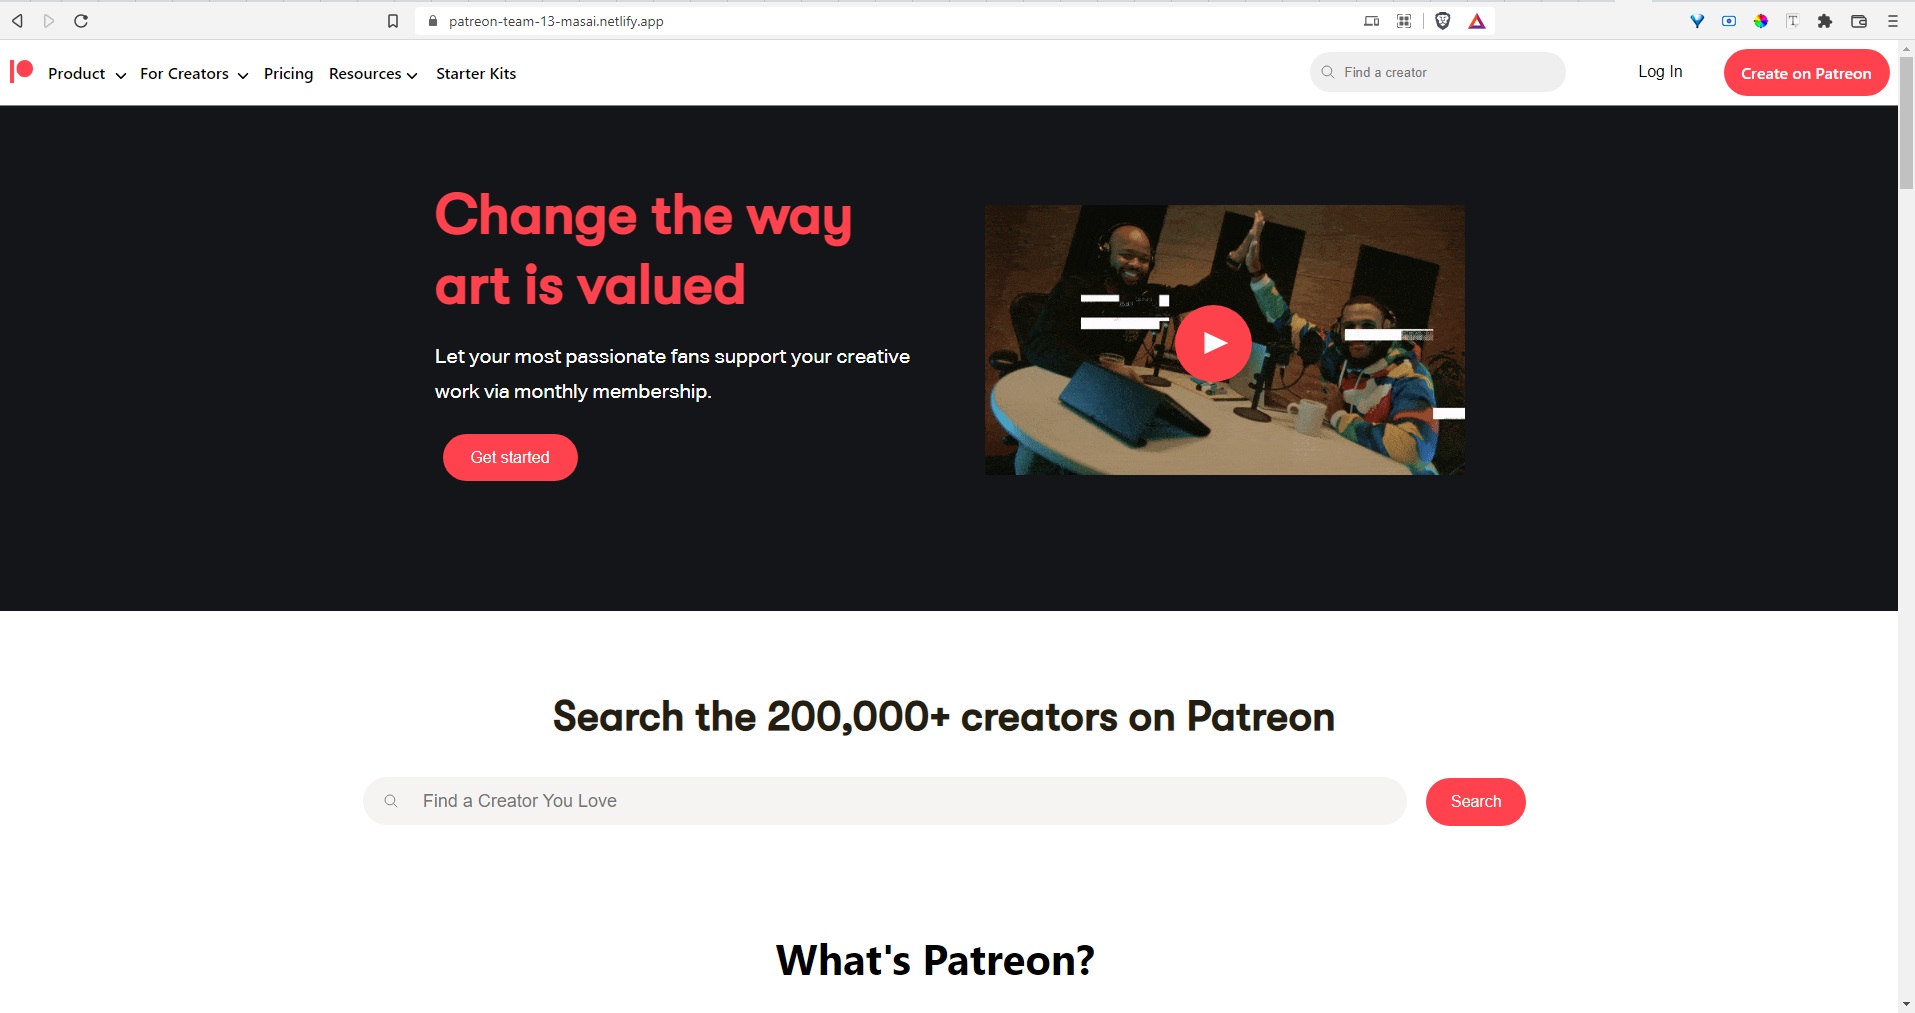 patreon-team-13-masai.netlify.app
Product For Creators Pricing Resources Starter Kits Find a creator Log In Create on Patreon
Change the way
art is valued
Let your most passionate fans support your creative
work via monthly membership.
Get started
Search the 200,000+ creators on Patreon
Find a Creator You Love Search
What's Patreon?